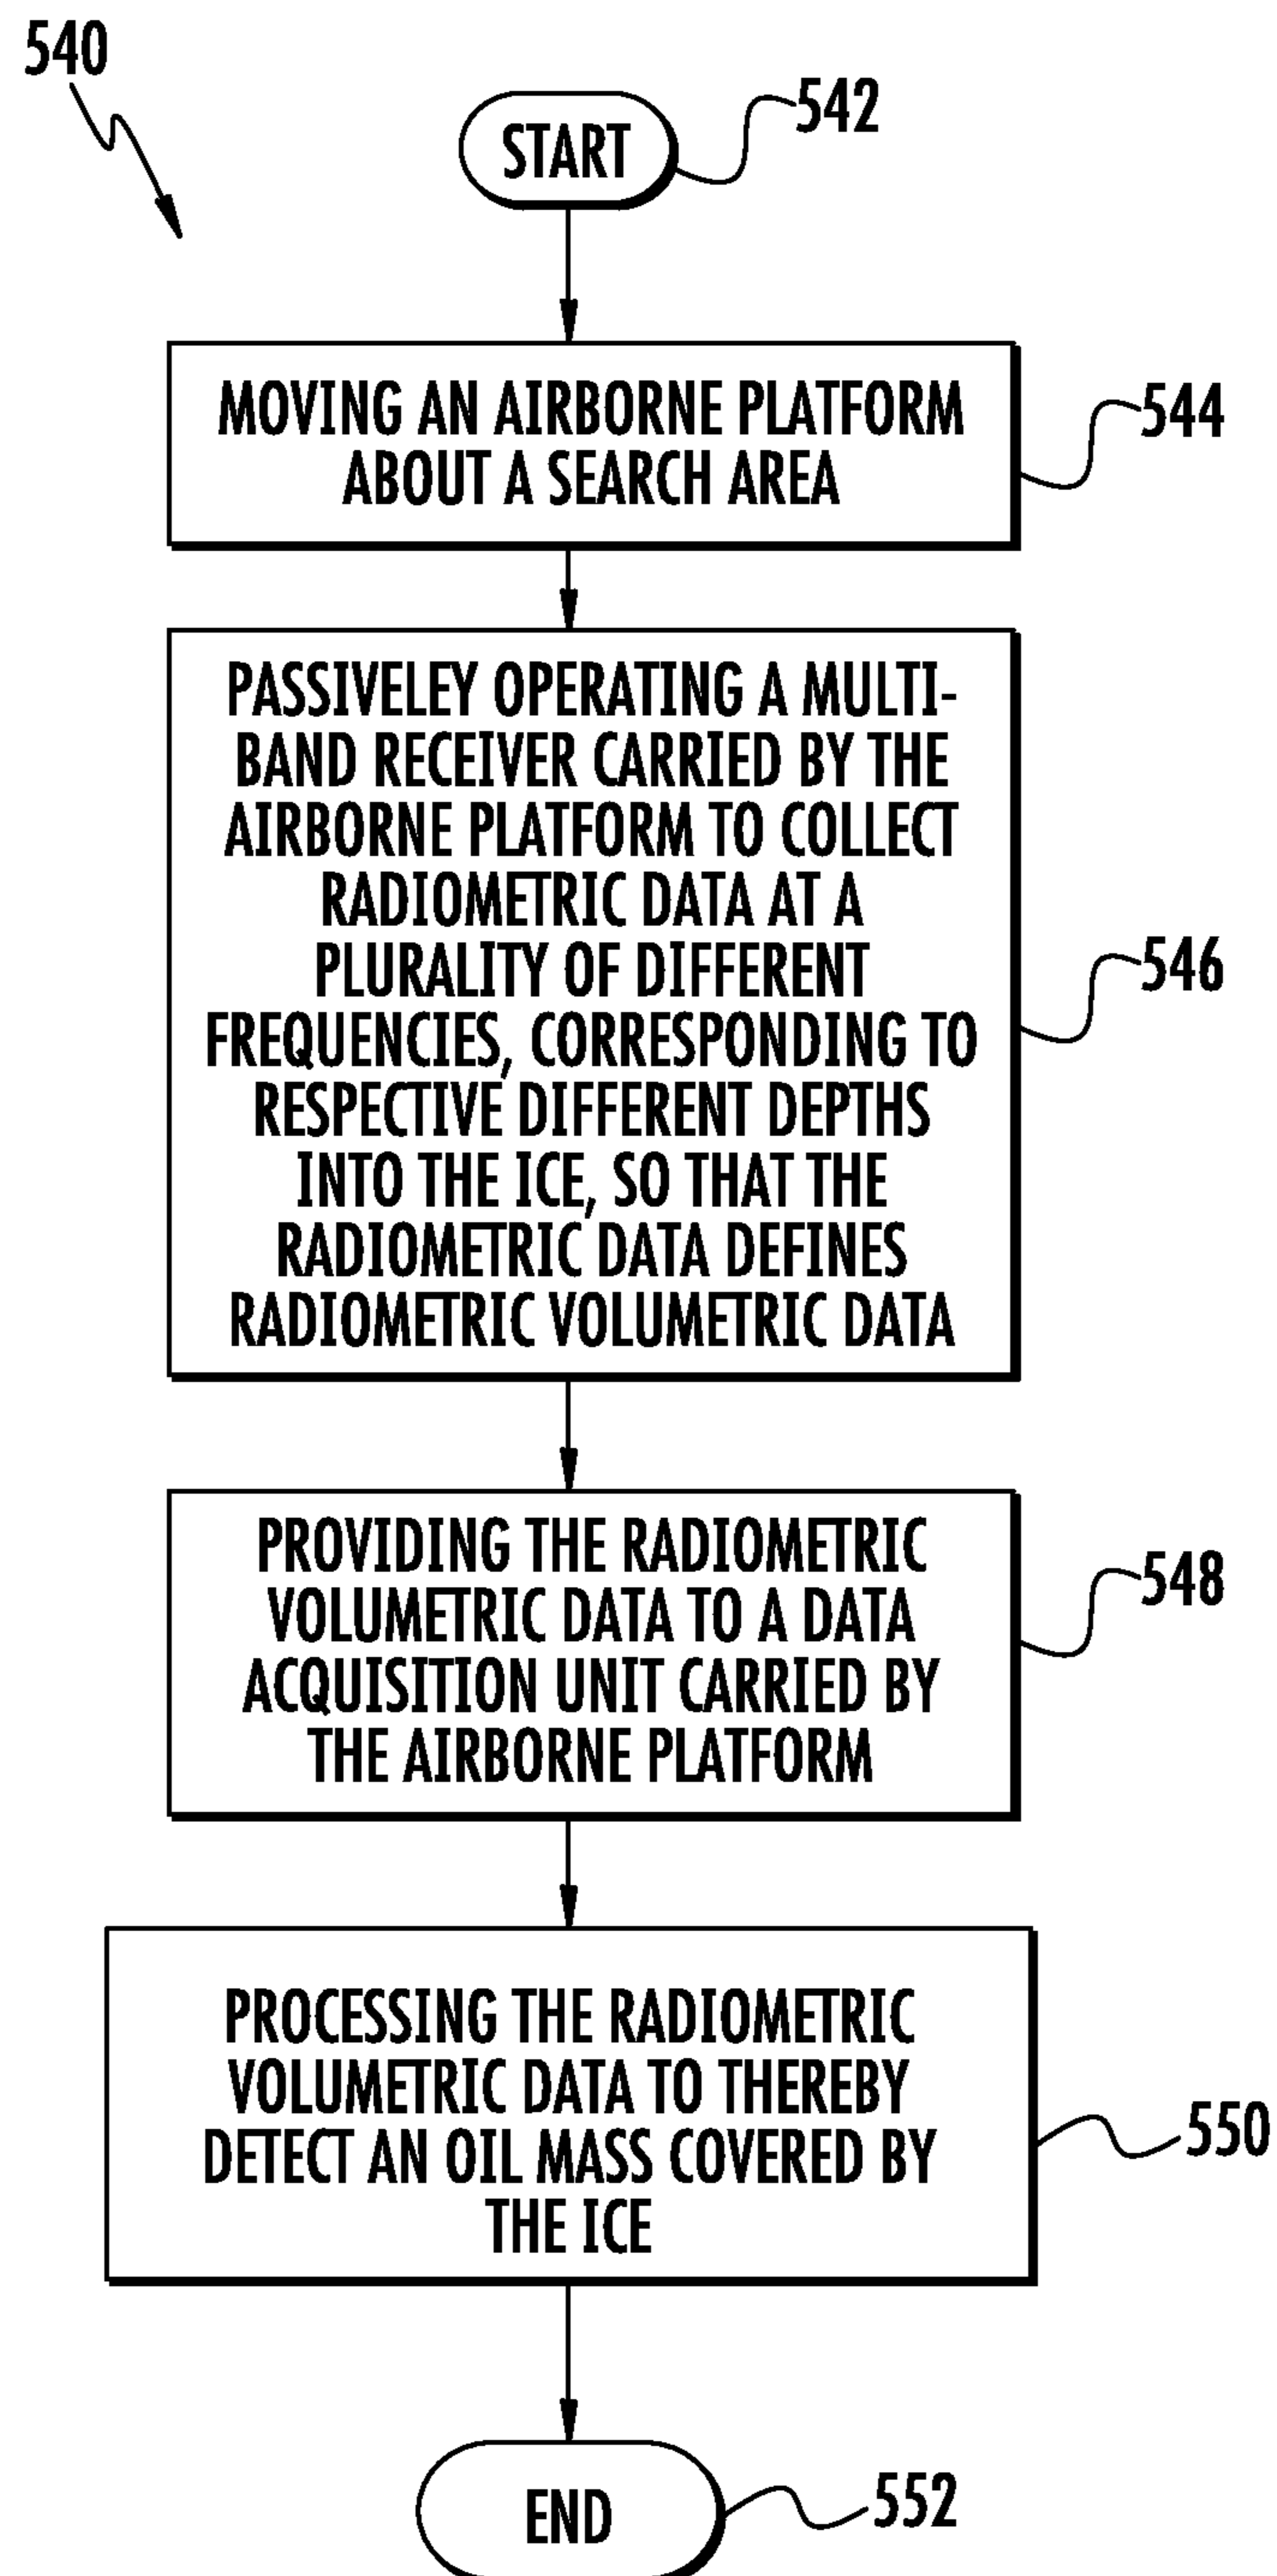 540
START
542
MOVING AN AIRBORNE PLATFORM
ABOUT A SEARCH AREA
544
PASSIVELEY OPERATING A MULTI-
BAND RECEIVER CARRIED BY THE
AIRBORNE PLATFORM TO COLLECT
RADIOMETRIC DATA AT A
PLURALITY OF DIFFERENT
FREQUENCIES, CORRESPONDING TO
RESPECTIVE DIFFERENT DEPTHS
INTO THE ICE, SO THAT THE
RADIOMETRIC DATA DEFINES
RADIOMETRIC VOLUMETRIC DATA
546
PROVIDING THE RADIOMETRIC
VOLUMETRIC DATA TO A DATA
ACQUISITION UNIT CARRIED BY
THE AIRBORNE PLATFORM
548
PROCESSING THE RADIOMETRIC
VOLUMETRIC DATA TO THEREBY
DETECT AN OIL MASS COVERED BY
THE ICE
550
END
552